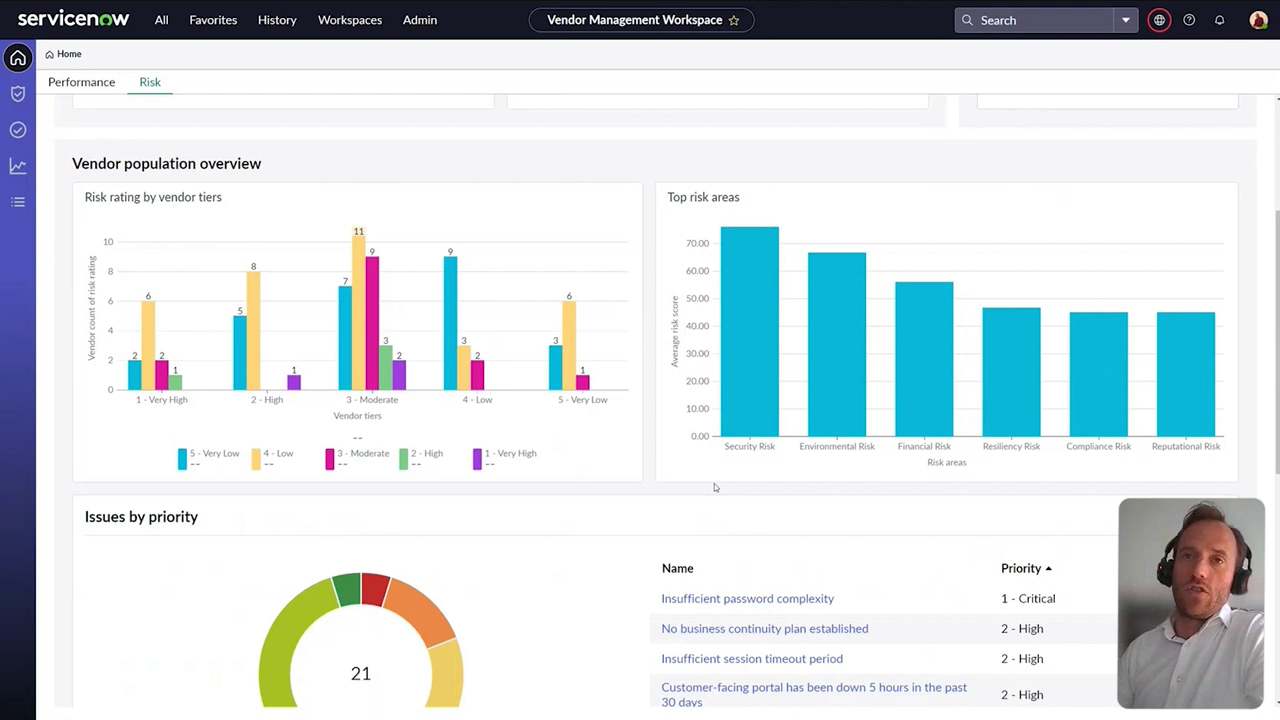 servicenow
All
Favorites
History
Workspaces
Admin
Vendor Management Workspace
Search
Home
Performance
Risk
Vendor population overview
Risk rating by vendor tiers
Vendor count of risk rating
10
8
6
4
2
0
2
6
2
1
5
8
1
7
11
9
3
2
9
3
2
3
6
1
1 - Very High
2 - High
3 - Moderate
4 - Low
5 - Very Low
Vendor tiers
--
5 - Very Low
--
4 - Low
--
3 - Moderate
--
2 - High
--
1 - Very High
--
Top risk areas
Average risk score
70.00
60.00
50.00
40.00
30.00
20.00
10.00
0.00
Security Risk
Environmental Risk
Financial Risk
Resiliency Risk
Compliance Risk
Reputational Risk
Risk areas
Issues by priority
21
Name
Priority
Insufficient password complexity
1 - Critical
No business continuity plan established
2 - High
Insufficient session timeout period
2 - High
Customer-facing portal has been down 5 hours in the past
30 days
2 - High